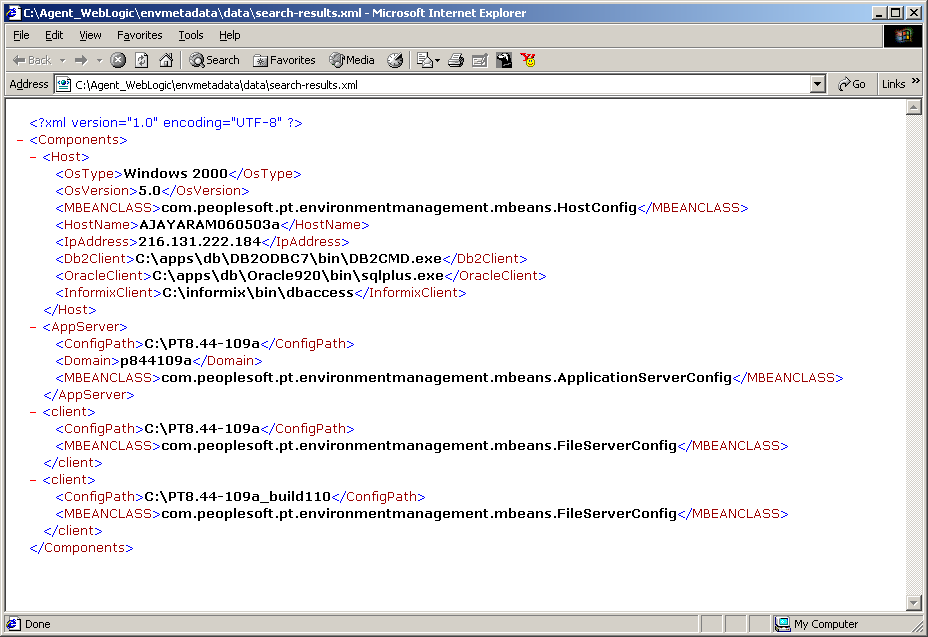 C:\Agent_WebLogic\envmetadata\data\search-results.xml - Microsoft Internet Explorer
File Edit View Favorites Tools Help
Back Search Favorites Media
Address C:\Agent_WebLogic\envmetadata\data\search-results.xml Go Links »
<?xml version="1.0" encoding="UTF-8" ?>
- <Components>
- <Host>
<OsType>Windows 2000</OsType>
<OsVersion>5.0</OsVersion>
<MBEANCLASS>com.peoplesoft.pt.environmentmanagement.mbeans.HostConfig</MBEANCLASS>
<HostName>AJAYARAM060503a</HostName>
<IpAddress>216.131.222.184</IpAddress>
<Db2Client>C:\apps\db\DB2ODBC7\bin\DB2CMD.exe</Db2Client>
<OracleClient>C:\apps\db\Oracle920\bin\sqlplus.exe</OracleClient>
<InformixClient>C:\informix\bin\dbaccess</InformixClient>
</Host>
- <AppServer>
<ConfigPath>C:\PT8.44-109a</ConfigPath>
<Domain>p844109a</Domain>
<MBEANCLASS>com.peoplesoft.pt.environmentmanagement.mbeans.ApplicationServerConfig</MBEANCLASS>
</AppServer>
- <client>
<ConfigPath>C:\PT8.44-109a</ConfigPath>
<MBEANCLASS>com.peoplesoft.pt.environmentmanagement.mbeans.FileServerConfig</MBEANCLASS>
</client>
- <client>
<ConfigPath>C:\PT8.44-109a_build110</ConfigPath>
<MBEANCLASS>com.peoplesoft.pt.environmentmanagement.mbeans.FileServerConfig</MBEANCLASS>
</client>
</Components>
Done My Computer